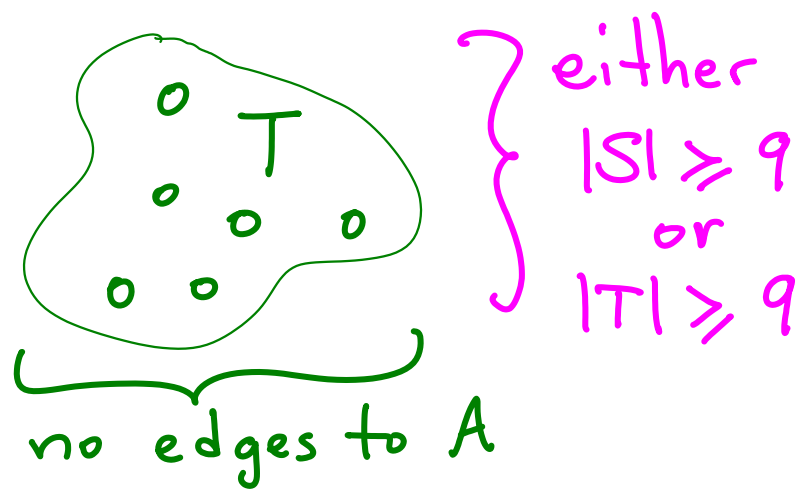 T
either
|S| ⩾ 9
or
|T| ⩾ 9
no edges to A